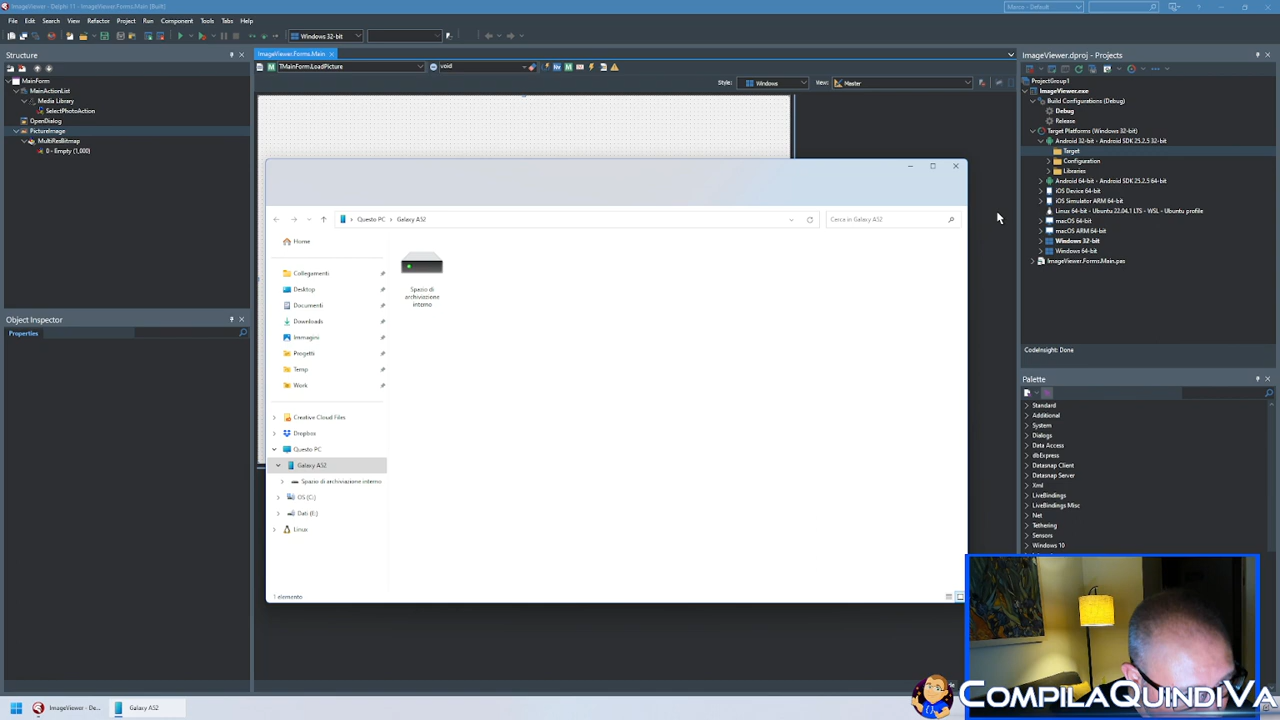 ImageViewer - Delphi 11 - ImageViewer.Forms.Main [Built]
Marco - Default
File Edit Search View Refactor Project Run Component Tools Tabs Help
Windows 32-bit
Structure
MainForm
MainActionList
Media Library
SelectPhotoAction
OpenDialog
PictureImage
MultiResBitmap
0 - Empty (1,000)
Object Inspector
Properties
ImageViewer.Forms.Main
TMainForm.LoadPicture
void
Style: Windows View: Master
Questo PC > Galaxy A52
Cerca in Galaxy A52
Home
Collegamenti
Desktop
Documenti
Downloads
Immagini
Progetti
Temp
Work
Creative Cloud Files
Dropbox
Questo PC
Galaxy A52
Spazio di archiviazione interno
OS (C:)
Dati (E:)
Linux
Spazio di
archiviazione
interno
1 elemento
ImageViewer.dproj - Projects
ProjectGroup1
ImageViewer.exe
Build Configurations (Debug)
Debug
Release
Target Platforms (Windows 32-bit)
Android 32-bit - Android SDK 25.2.5 32-bit
Target
Configuration
Libraries
Android 64-bit - Android SDK 25.2.5 64-bit
iOS Device 64-bit
iOS Simulator ARM 64-bit
Linux 64-bit - Ubuntu 22.04.1 LTS - WSL - Ubuntu profile
macOS 64-bit
macOS ARM 64-bit
Windows 32-bit
Windows 64-bit
ImageViewer.Forms.Main.pas
CodeInsight: Done
Palette
Standard
Additional
System
Dialogs
Data Access
dbExpress
Datasnap Client
Datasnap Server
Xml
LiveBindings
LiveBindings Misc
Net
Tethering
Sensors
Windows 10
COMPILAQUINDIVA
ImageViewer - De...
Galaxy A52